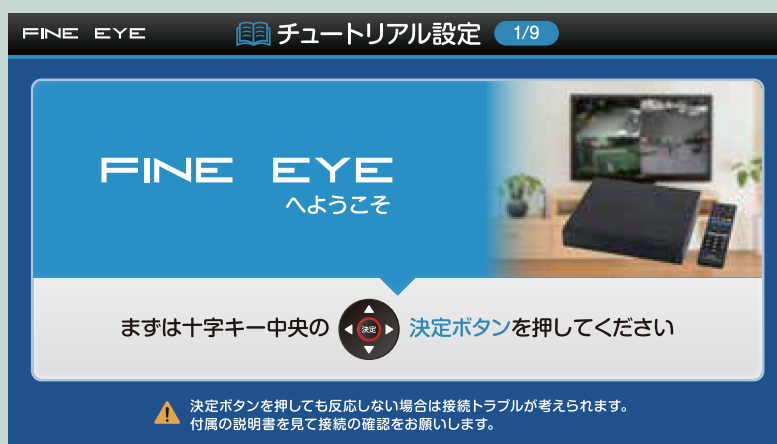 FINE EYE
チュートリアル設定 1/9
FINE EYE
へようこそ
まずは十字キー中央の 決定 決定ボタンを押してください
決定ボタンを押しても反応しない場合は接続トラブルが考えられます。
付属の説明書を見て接続の確認をお願いします。